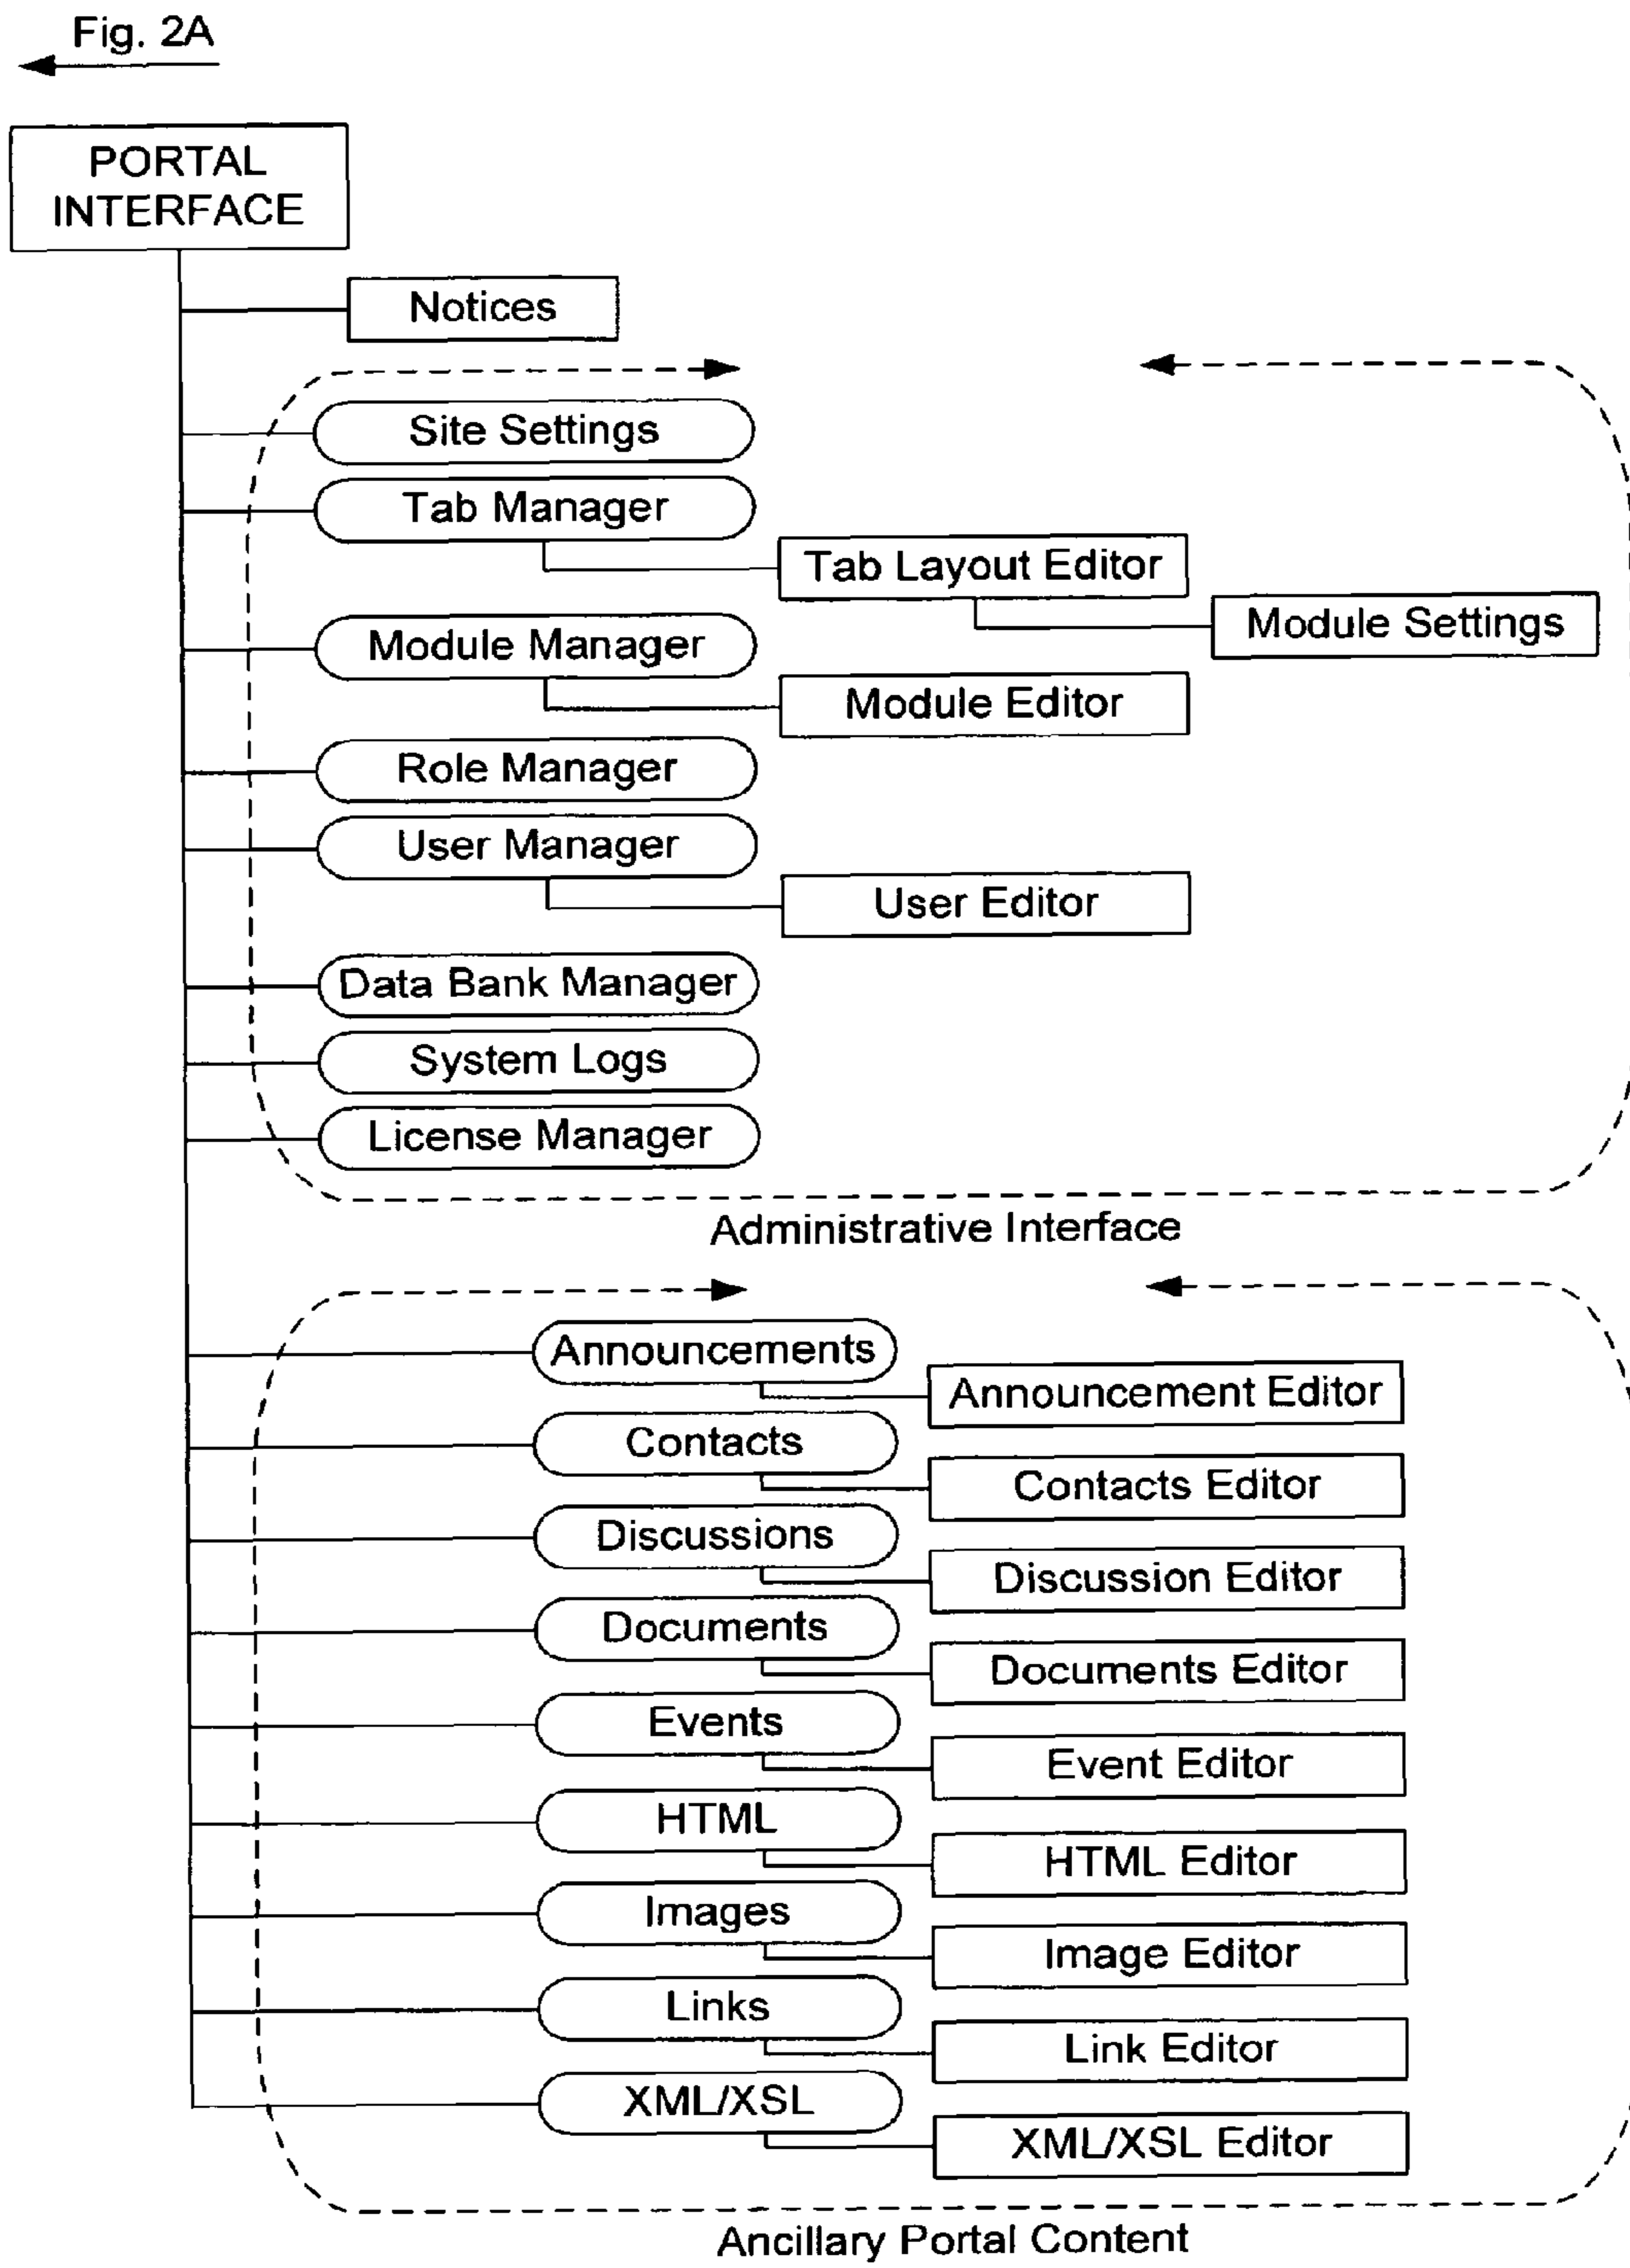 Fig. 2A
PORTAL
INTERFACE
Notices
Site Settings
Tab Manager
Tab Layout Editor
Module Settings
Module Manager
Module Editor
Role Manager
User Manager
User Editor
Data Bank Manager
System Logs
License Manager
Administrative Interface
Announcements
Announcement Editor
Contacts
Contacts Editor
Discussions
Discussion Editor
Documents
Documents Editor
Events
Event Editor
HTML
HTML Editor
Images
Image Editor
Links
Link Editor
XML/XSL
XML/XSL Editor
Ancillary Portal Content